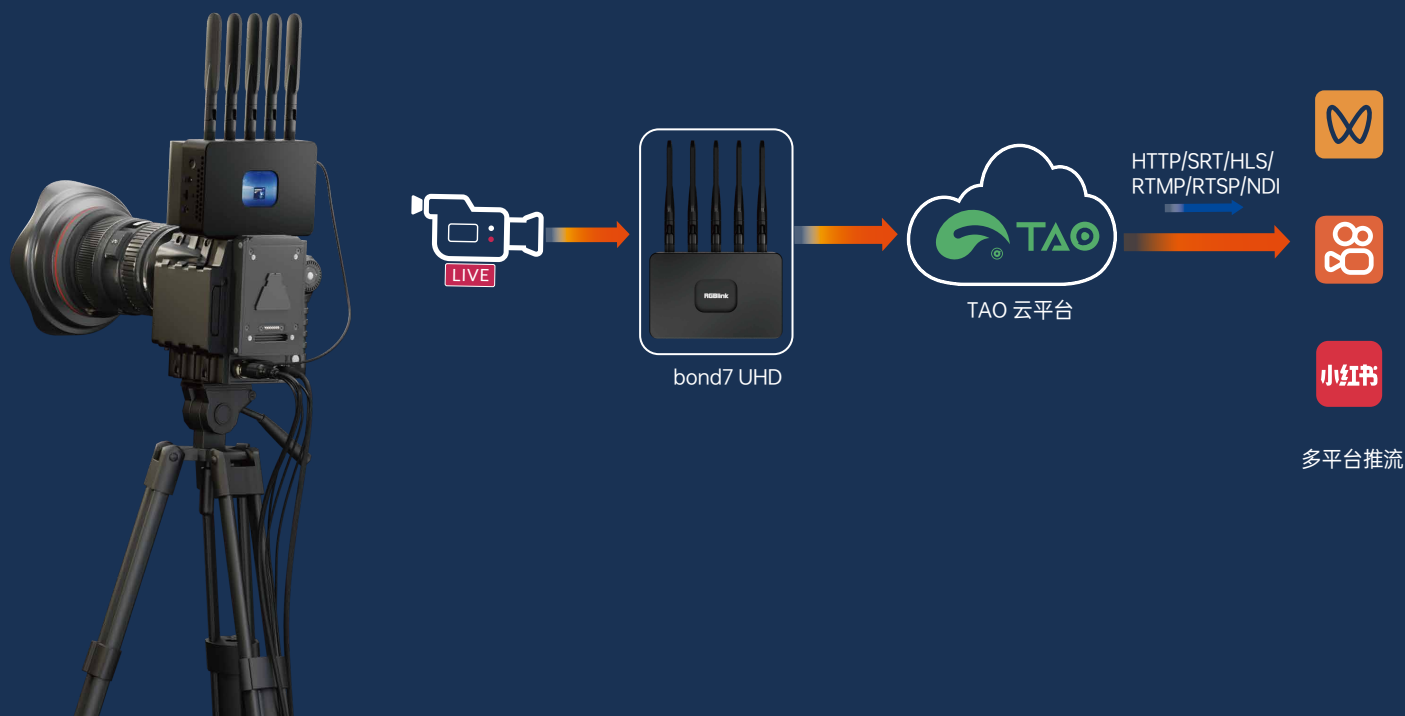 LIVE
RGBlink
bond7 UHD
TAO
TAO 云平台
HTTP/SRT/HLS/
RTMP/RTSP/NDI
小红书
多平台推流